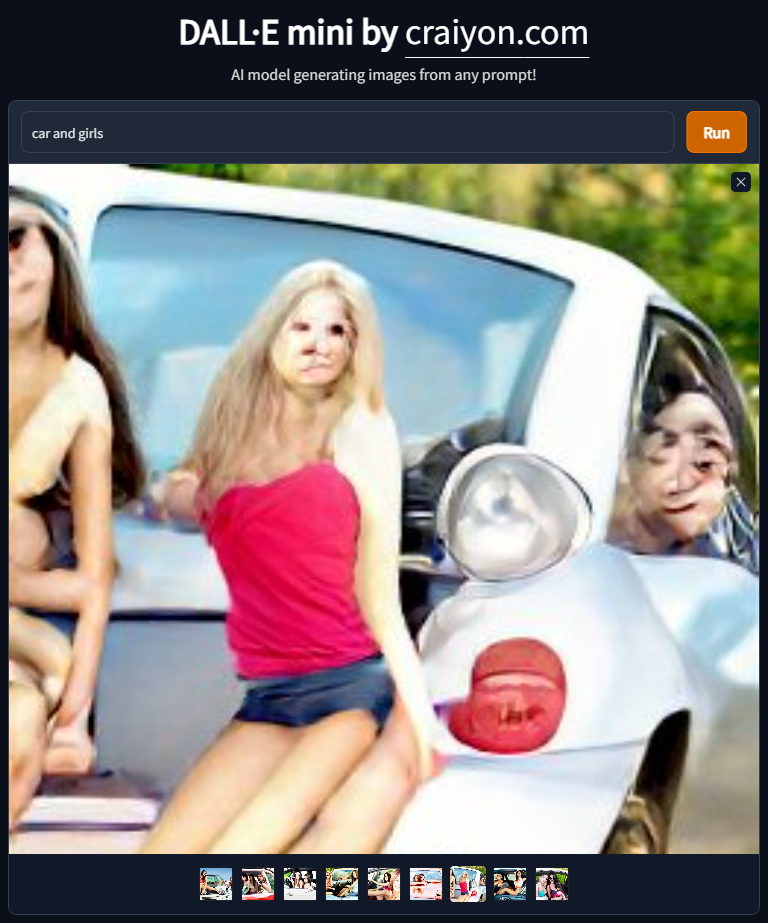 DALL·E mini by craiyon.com
AI model generating images from any prompt!
car and girls
Run